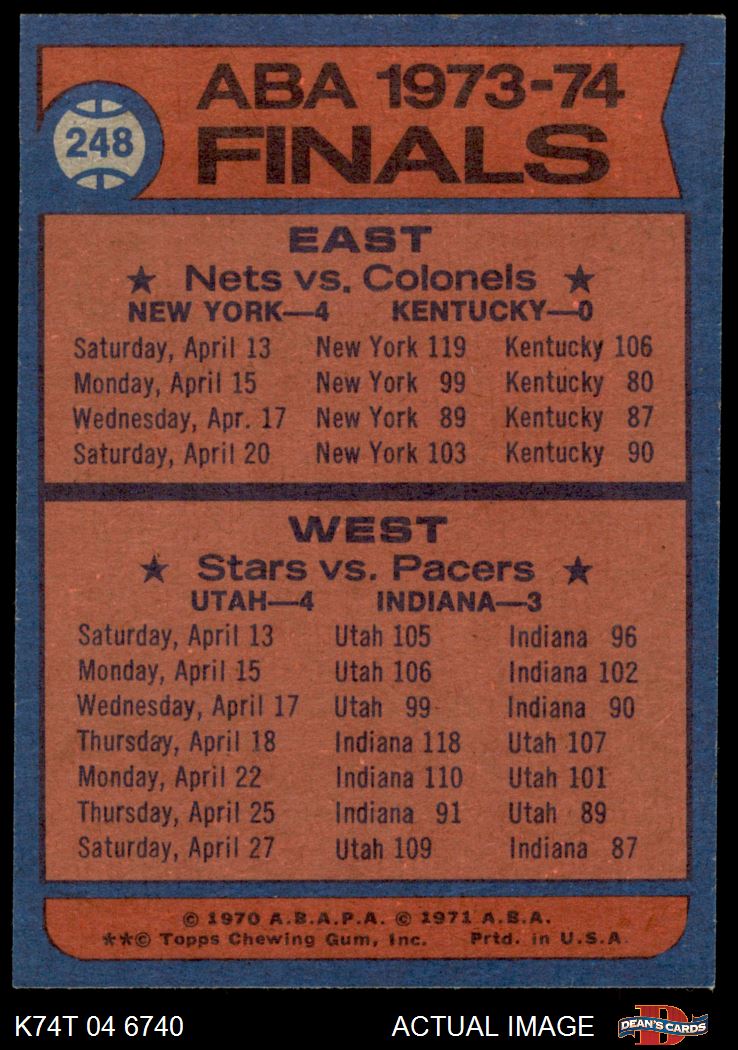 ABA 1973-74
248
FINALS
EAST
★ Nets vs. Colonels ★
NEW YORK—4 KENTUCKY—0
Saturday, April 13 New York 119 Kentucky 106
Monday, April 15 New York 99 Kentucky 80
Wednesday, Apr. 17 New York 89 Kentucky 87
Saturday, April 20 New York 103 Kentucky 90
WEST
★ Stars vs. Pacers ★
UTAH—4 INDIANA—3
Saturday, April 13 Utah 105 Indiana 96
Monday, April 15 Utah 106 Indiana 102
Wednesday, April 17 Utah 99 Indiana 90
Thursday, April 18 Indiana 118 Utah 107
Monday, April 22 Indiana 110 Utah 101
Thursday, April 25 Indiana 91 Utah 89
Saturday, April 27 Utah 109 Indiana 87
© 1970 A.B.A.P.A. © 1971 A.B.A.
★★© Topps Chewing Gum, Inc. Prtd. in U.S.A.
K74T 04 6740 ACTUAL IMAGE D DEAN'S CARDS